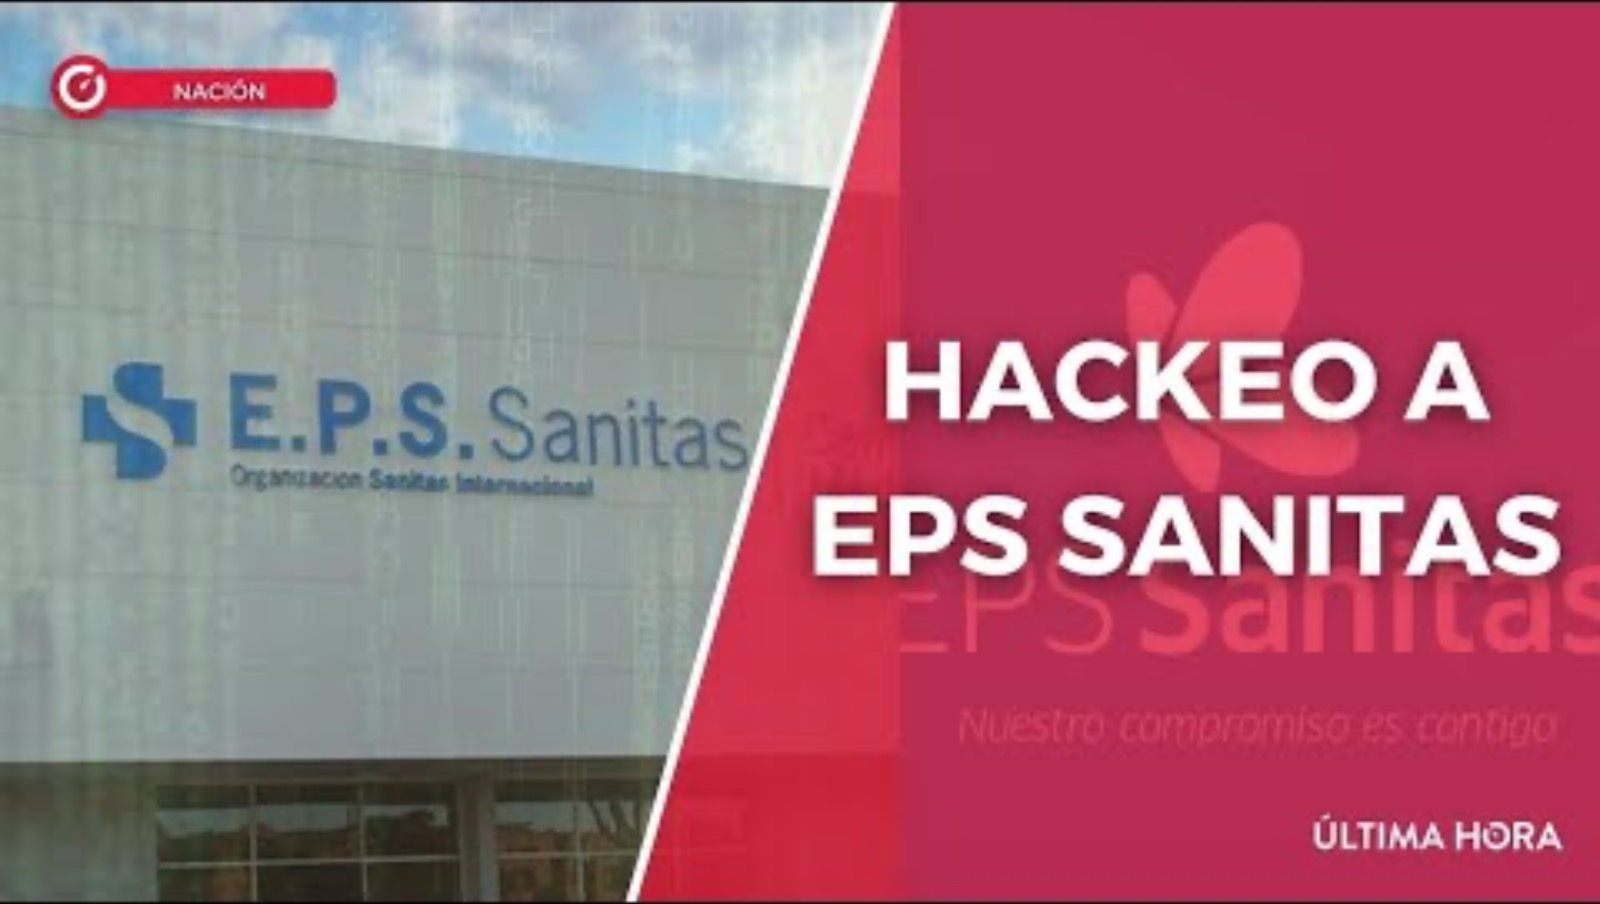 NACIÓN
E.P.S. Sanitas
Organizacion Sanitas Internacional
HACKEO A
EPS SANITAS
EPS Sanitas
Nuestro compromiso es contigo
ÚLTIMA HORA